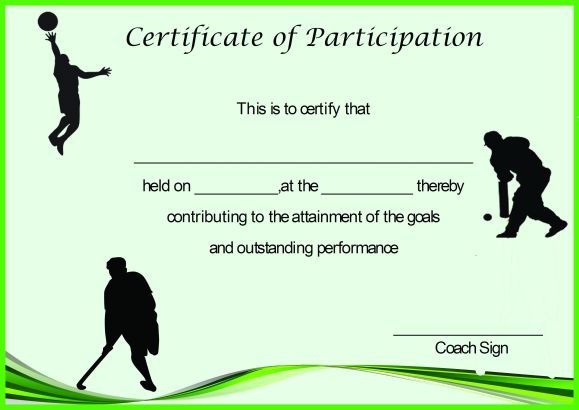 Certificate of Participation
This is to certify that
held on __________,at the ___________ thereby
contributing to the attainment of the goals
and outstanding performance
Coach Sign